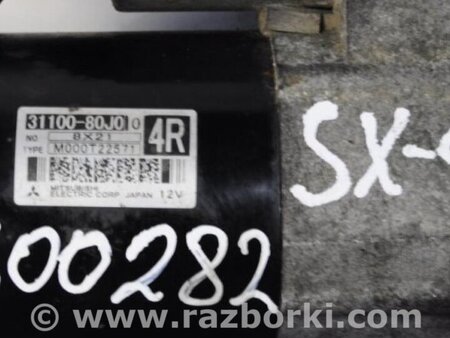 31100-80J0 0
4R
NO 8X21
TYPE M000T22571
MITSUBISHI
ELECTRIC CORP. JAPAN 12V
SX-
00282
www.razborki.com